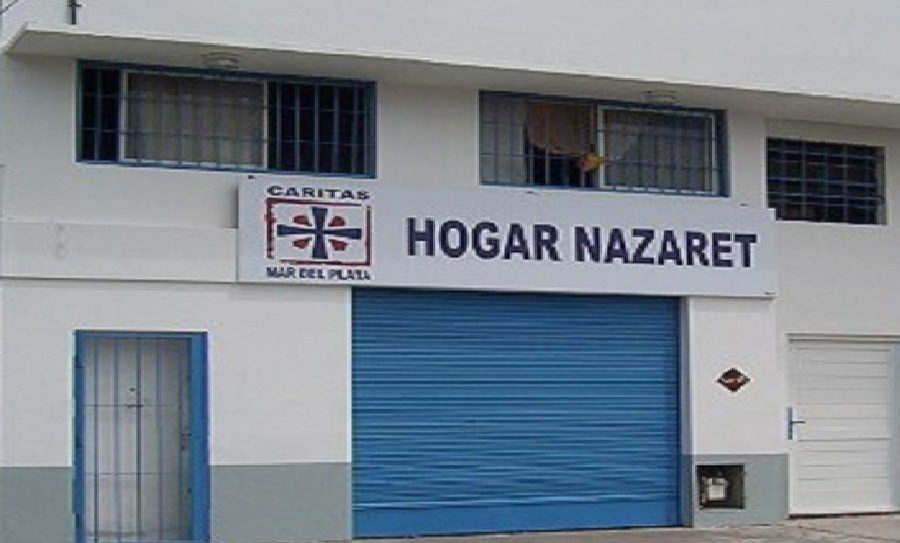 CARITAS
MAR DEL PLATA
HOGAR NAZARET